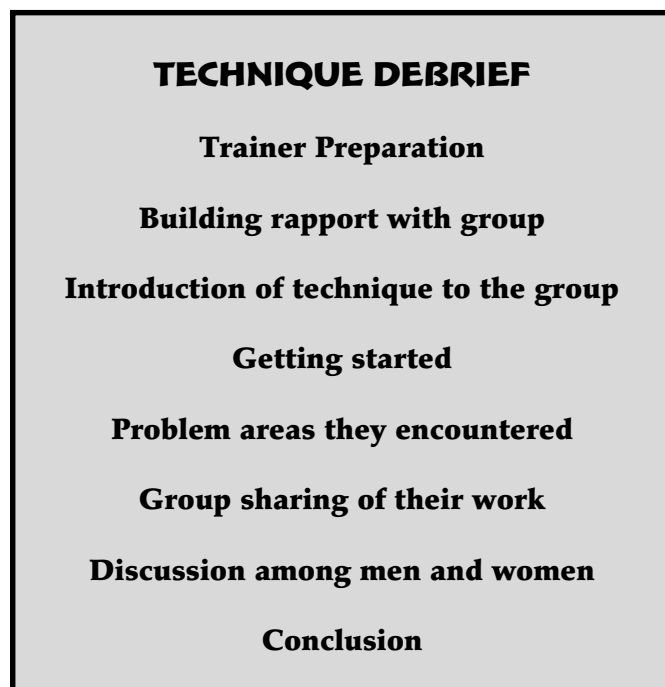 TECHNIQUE DEBRIEF
Trainer Preparation
Building rapport with group
Introduction of technique to the group
Getting started
Problem areas they encountered
Group sharing of their work
Discussion among men and women
Conclusion